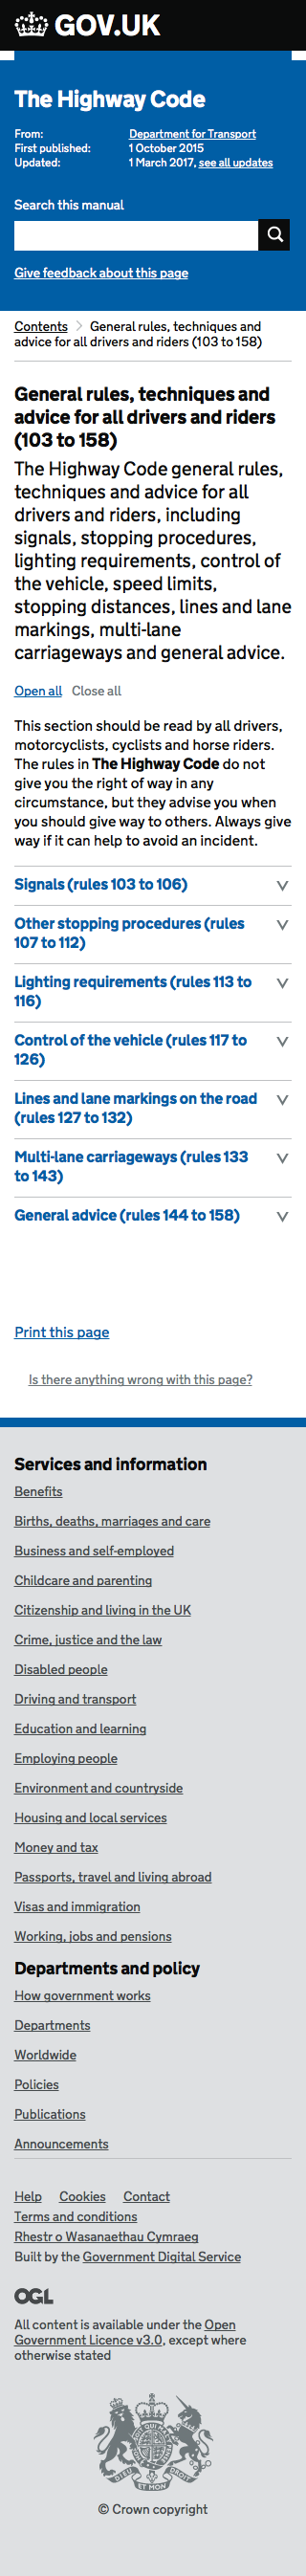 GOV.UK
The Highway Code
From: Department for Transport
First published: 1 October 2015
Updated: 1 March 2017, see all updates
Search this manual
Give feedback about this page
Contents > General rules, techniques and
advice for all drivers and riders (103 to 158)
General rules, techniques and
advice for all drivers and riders
(103 to 158)
The Highway Code general rules,
techniques and advice for all
drivers and riders, including
signals, stopping procedures,
lighting requirements, control of
the vehicle, speed limits,
stopping distances, lines and lane
markings, multi-lane
carriageways and general advice.
Open all Close all
This section should be read by all drivers,
motorcyclists, cyclists and horse riders.
The rules in The Highway Code do not
give you the right of way in any
circumstance, but they advise you when
you should give way to others. Always give
way if it can help to avoid an incident.
Signals (rules 103 to 106)
Other stopping procedures (rules
107 to 112)
Lighting requirements (rules 113 to
116)
Control of the vehicle (rules 117 to
126)
Lines and lane markings on the road
(rules 127 to 132)
Multi-lane carriageways (rules 133
to 143)
General advice (rules 144 to 158)
Print this page
Is there anything wrong with this page?
Services and information
Benefits
Births, deaths, marriages and care
Business and self-employed
Childcare and parenting
Citizenship and living in the UK
Crime, justice and the law
Disabled people
Driving and transport
Education and learning
Employing people
Environment and countryside
Housing and local services
Money and tax
Passports, travel and living abroad
Visas and immigration
Working, jobs and pensions
Departments and policy
How government works
Departments
Worldwide
Policies
Publications
Announcements
Help Cookies Contact
Terms and conditions
Rhestr o Wasanaethau Cymraeg
Built by the Government Digital Service
OGL
All content is available under the Open
Government Licence v3.0, except where
otherwise stated
DIEU ET MON DROIT
© Crown copyright